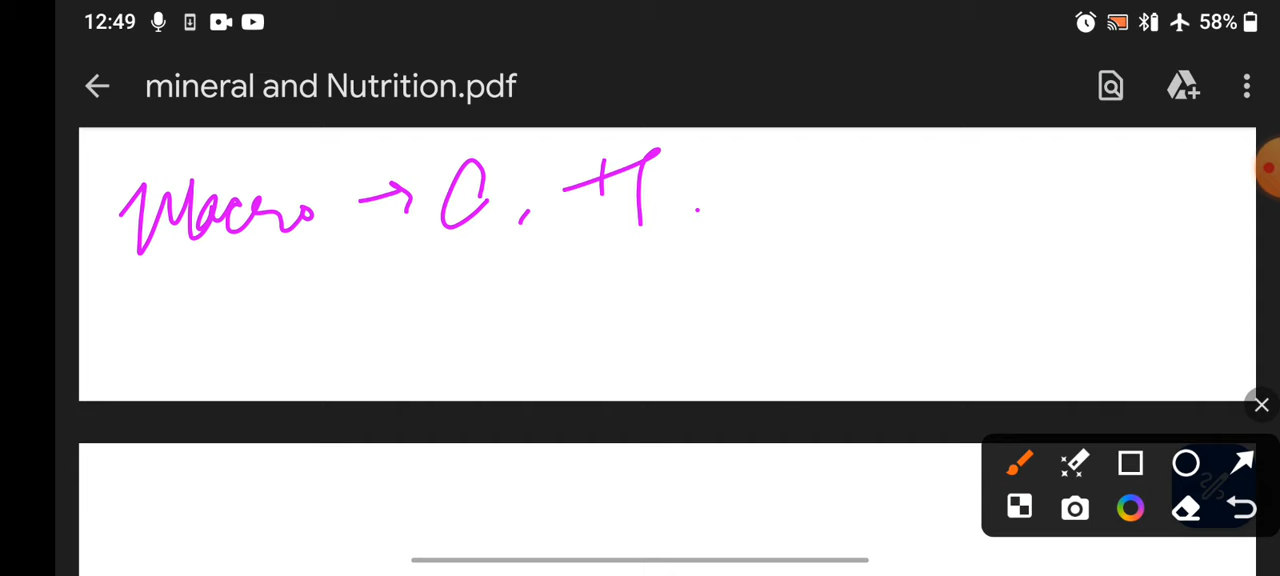 12:49 58%
mineral and Nutrition.pdf
Macro → C, H.